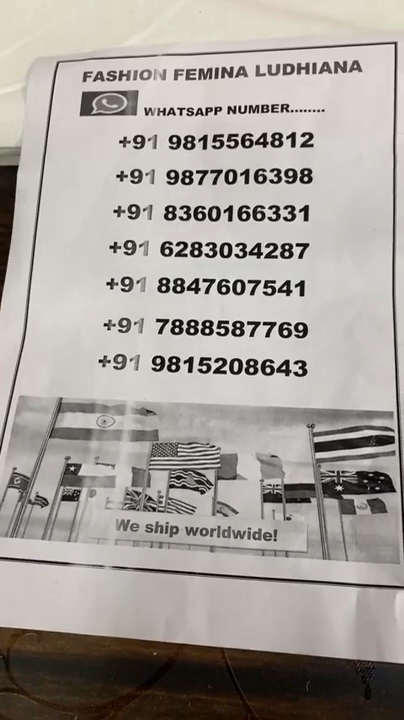 FASHION FEMINA LUDHIANA
WHATSAPP NUMBER........
+91 9815564812
+91 9877016398
+91 8360166331
+91 6283034287
+91 8847607541
+91 7888587769
+91 9815208643
We ship worldwide!